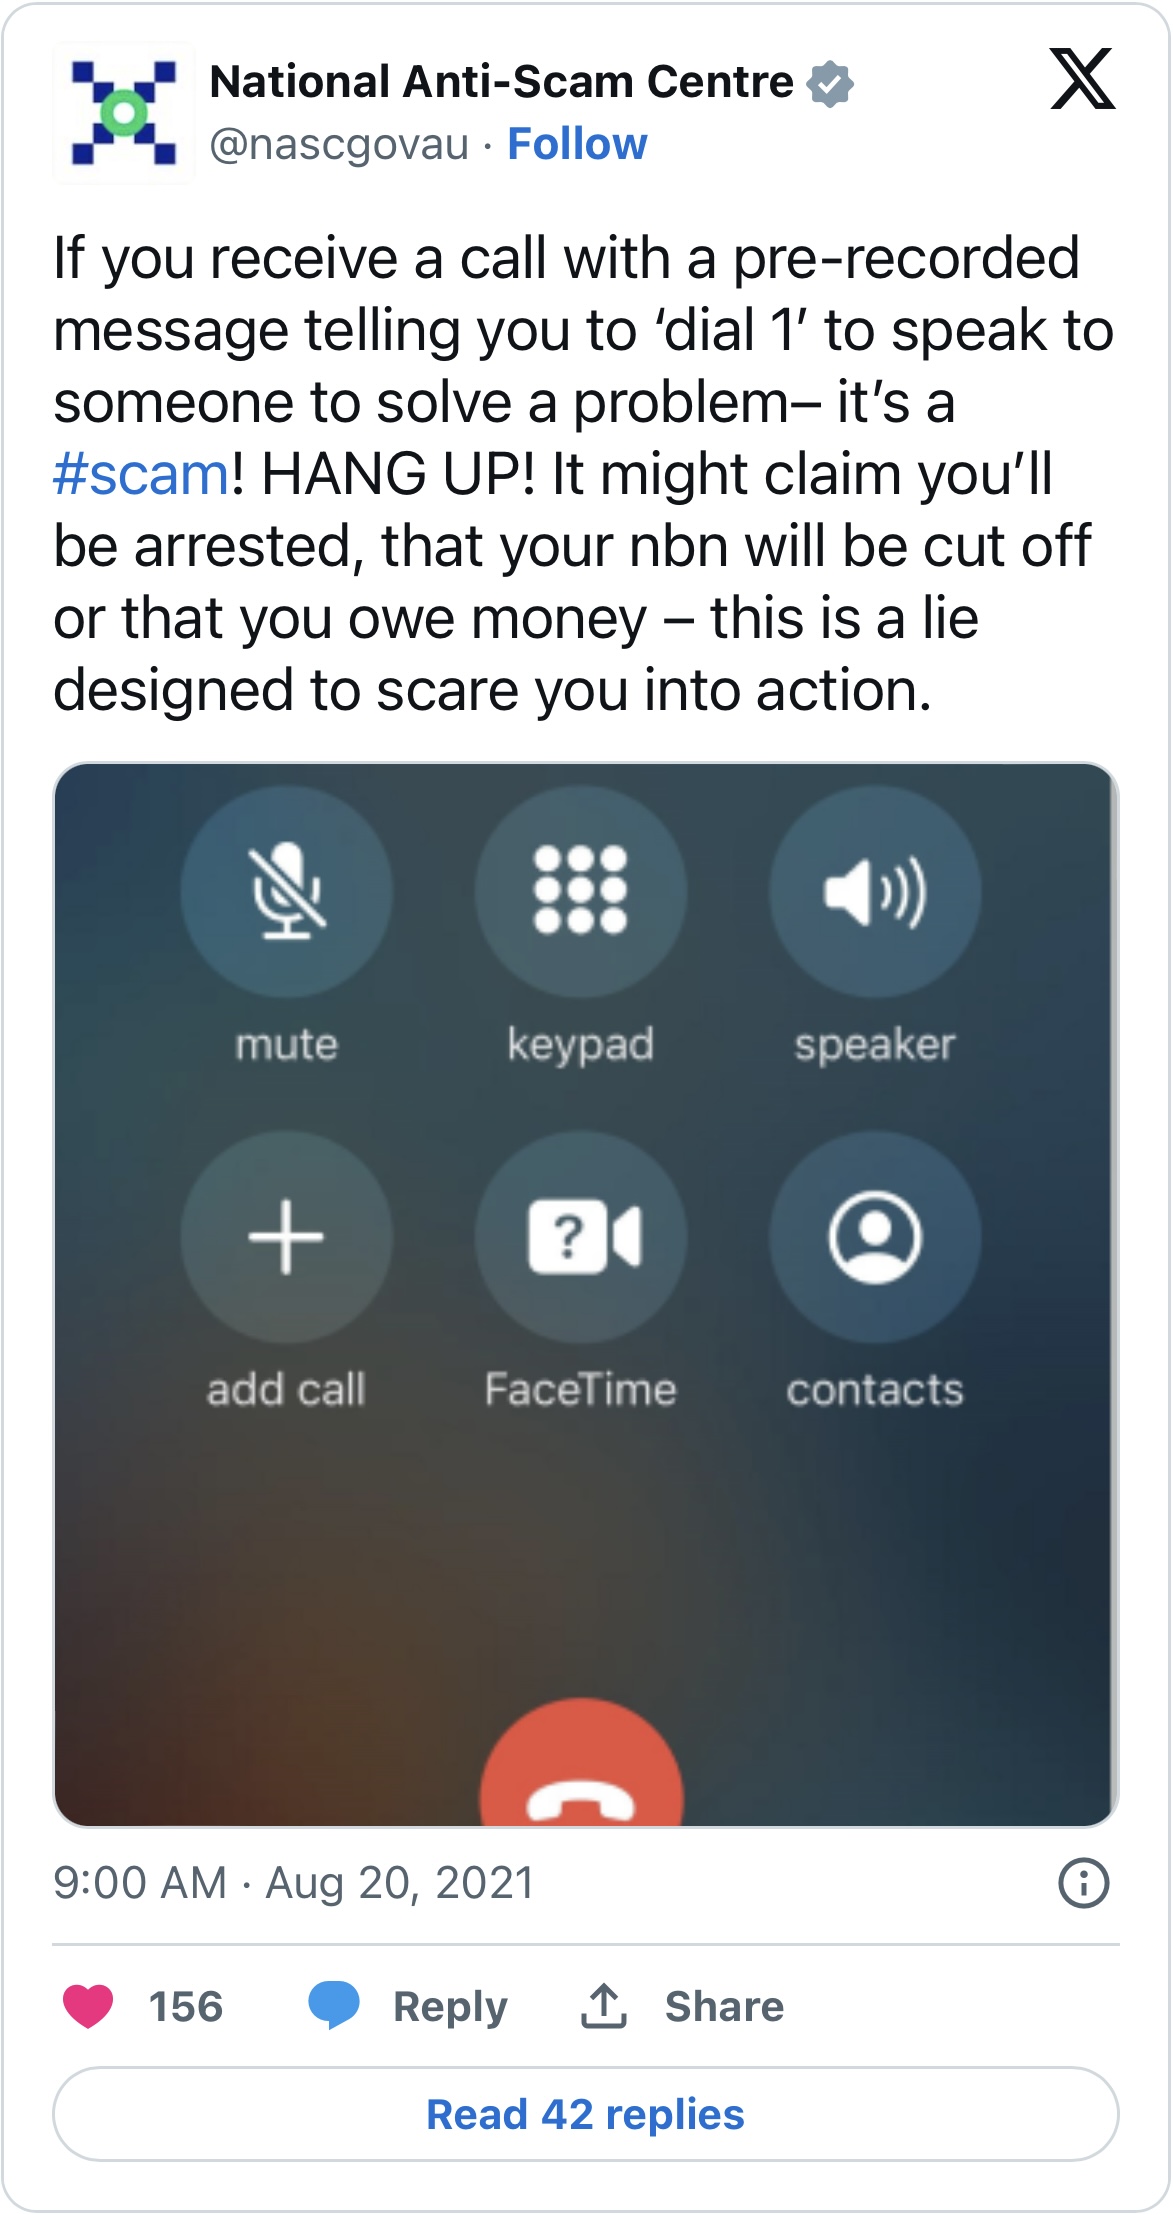 National Anti-Scam Centre
@nascgovau · Follow
If you receive a call with a pre-recorded
message telling you to ‘dial 1’ to speak to
someone to solve a problem– it’s a
#scam! HANG UP! It might claim you’ll
be arrested, that your nbn will be cut off
or that you owe money – this is a lie
designed to scare you into action.
mute keypad speaker
?
add call FaceTime contacts
9:00 AM · Aug 20, 2021
156 Reply Share
Read 42 replies